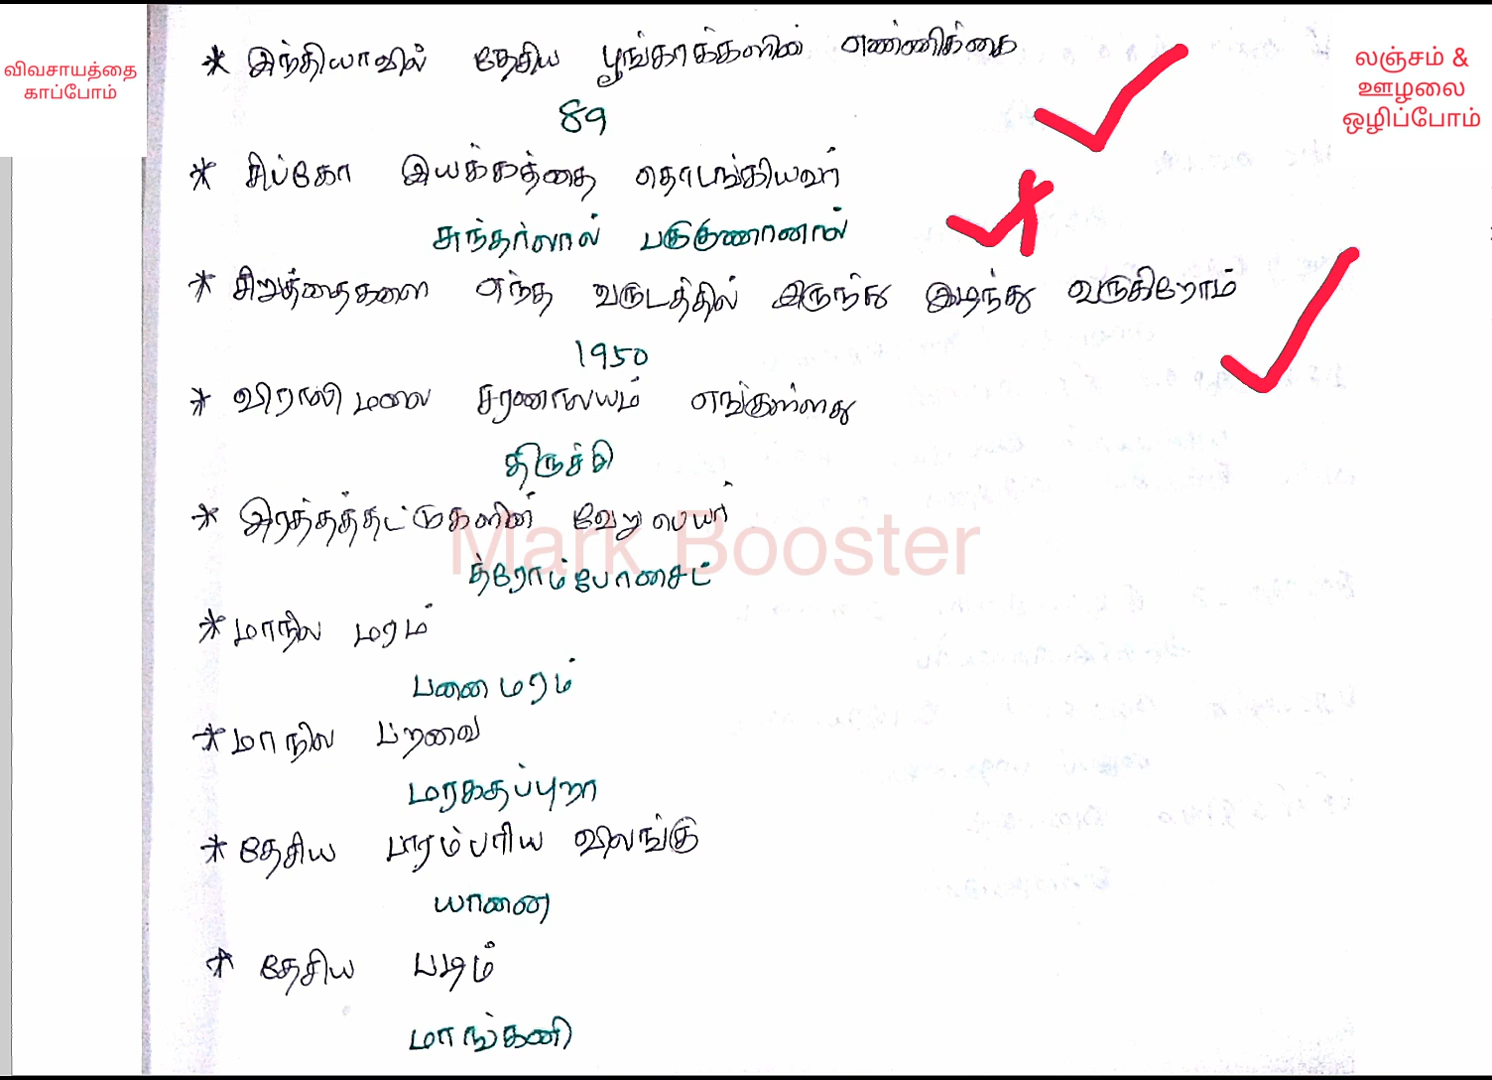 விவசாயத்தை
காப்போம்
லஞ்சம் &
ஊழலை
ஒழிப்போம்
* இந்தியாவில் தேசிய பூங்காக்களின் எண்ணிக்கை
89
* சிப்கோ இயக்கத்தை தொடங்கியவர்
சுந்தர்லால் பகுகுணானால்
* சிறுத்தைகளை எந்த வருடத்தில் இருந்து இழந்து வருகிறோம்
1950
* விராலிமலை சரணாலயம் எங்குள்ளது
திருச்சி
* இரத்தத்தட்டுகளின் வேறுபெயர்
த்ரோம்போசைட்
Mark Booster
* மாநில மரம்
பனைமரம்
* மாநில பறவை
மரகதப்புறா
* தேசிய பாரம்பரிய விலங்கு
யானை
* தேசிய பழம்
மாங்கனி